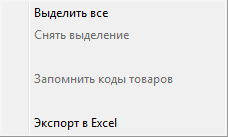 Выделить все
Снять выделение
Запомнить коды товаров
Экспорт в Excel